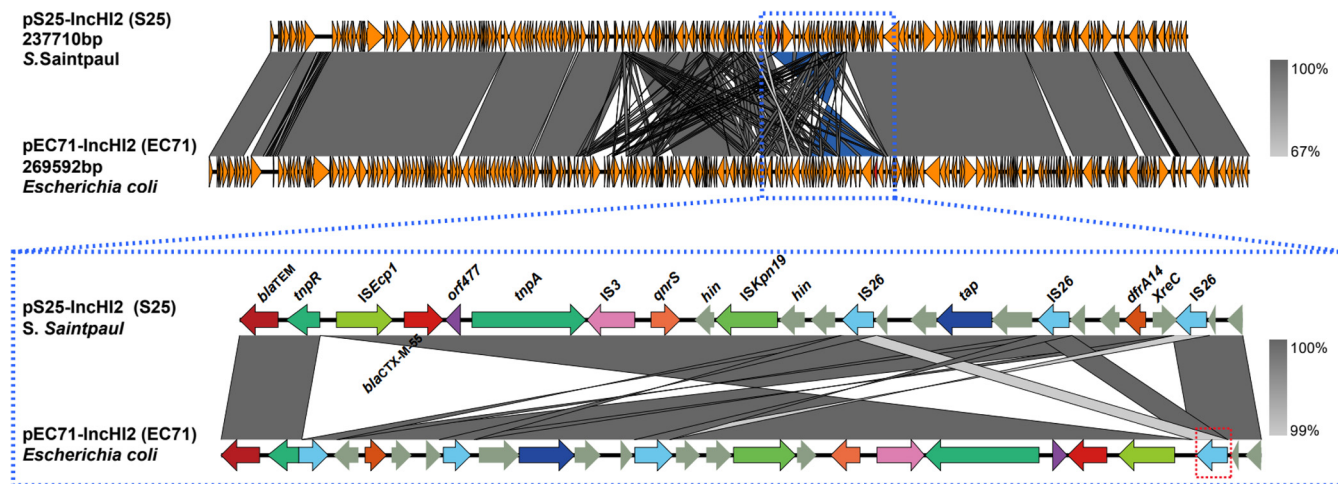 pS25-IncHI2 (S25)
237710bp
S.Saintpaul
100%
67%
pEC71-IncHI2 (EC71)
269592bp
Escherichia coli
blaTEM
tnpR
ISEcp1
orf477
tnpA
IS3
qnrS
hin
ISKpn19
hin
IS26
tap
IS26
dfrA14
XreC
IS26
pS25-IncHI2 (S25)
S. Saintpaul
blaCTX-M-55
100%
99%
pEC71-IncHI2 (EC71)
Escherichia coli